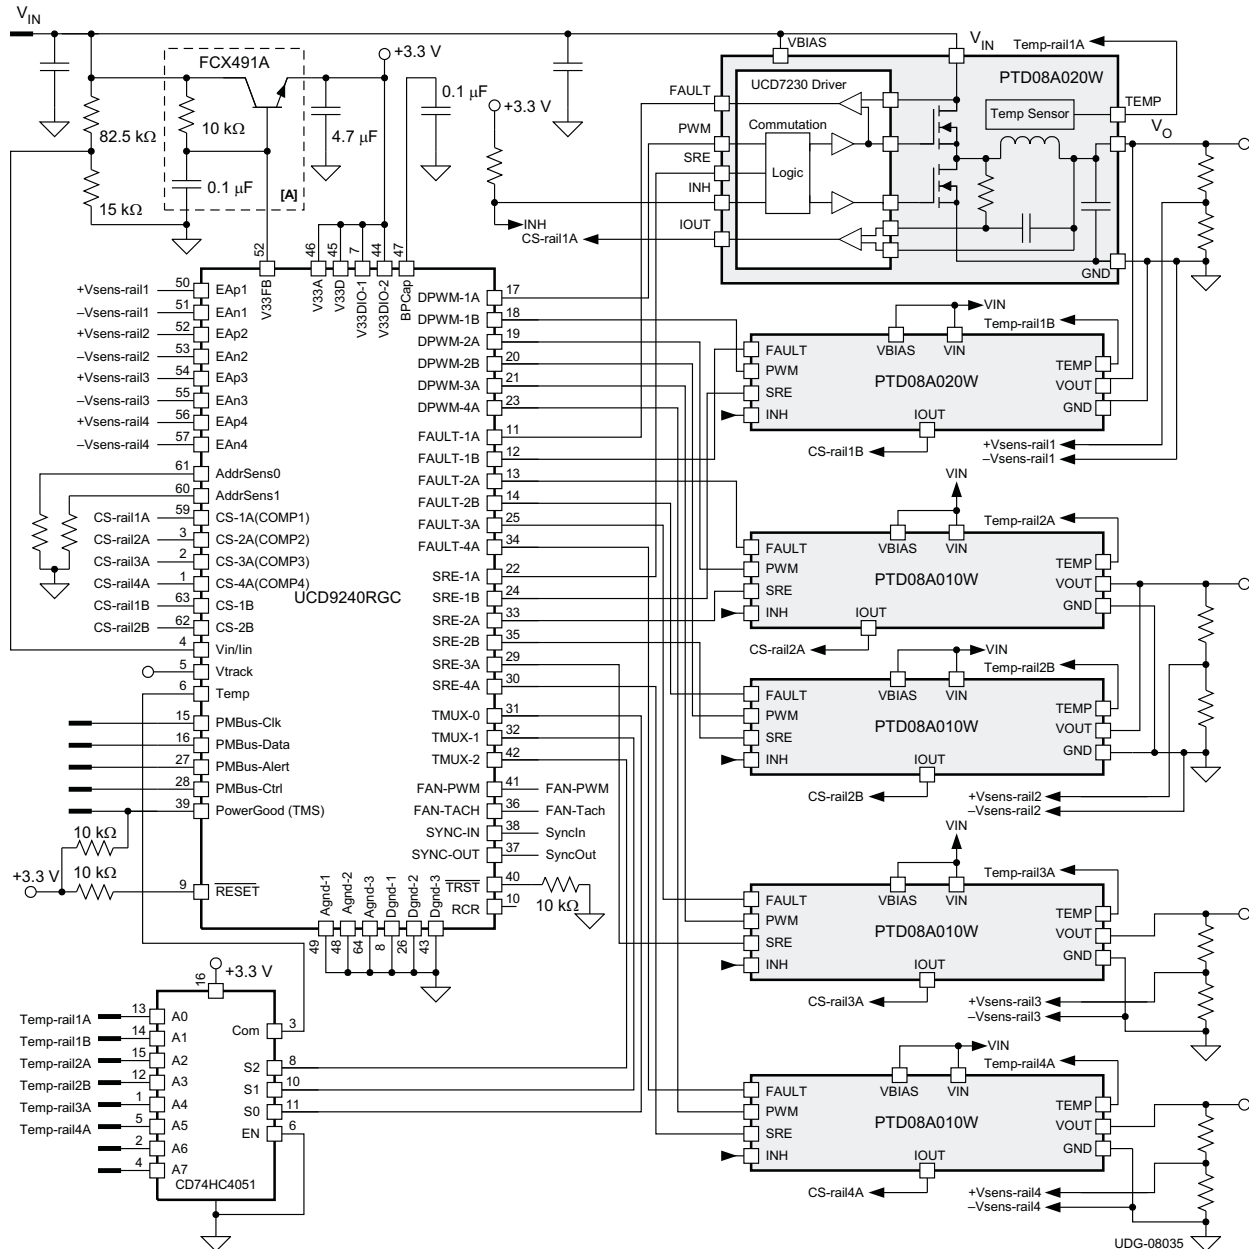 V_IN
FCX491A
+3.3 V
VBIAS
V_IN
Temp-rail1A
PTD08A020W
82.5 kΩ
10 kΩ
4.7 μF
0.1 μF
+3.3 V
FAULT
UCD7230 Driver
Temp Sensor
TEMP
PWM
Commutation
V_O
SRE
Logic
INH
0.1 μF
15 kΩ
[A]
INH
CS-rail1A
IOUT
GND
52
46
45
7
44
47
V33FB
V33A
V33D
V33DIO-1
V33DIO-2
BPCap
+Vsens-rail1 50 EAp1
–Vsens-rail1 51 EAn1
+Vsens-rail2 52 EAp2
–Vsens-rail2 53 EAn2
+Vsens-rail3 54 EAp3
–Vsens-rail3 55 EAn3
+Vsens-rail4 56 EAp4
–Vsens-rail4 57 EAn4
61 AddrSens0
60 AddrSens1
CS-rail1A 59 CS-1A(COMP1)
CS-rail2A 3 CS-2A(COMP2)
CS-rail3A 2 CS-3A(COMP3)
CS-rail4A 1 CS-4A(COMP4)
CS-rail1B 63 CS-1B
CS-rail2B 62 CS-2B
4 Vin/Iin
5 Vtrack
6 Temp
15 PMBus-Clk
16 PMBus-Data
27 PMBus-Alert
28 PMBus-Ctrl
39 PowerGood (TMS)
10 kΩ
+3.3 V
10 kΩ
9 RESET
UCD9240RGC
DPWM-1A 17
DPWM-1B 18
DPWM-2A 19
DPWM-2B 20
DPWM-3A 21
DPWM-4A 23
FAULT-1A 11
FAULT-1B 12
FAULT-2A 13
FAULT-2B 14
FAULT-3A 25
FAULT-4A 34
SRE-1A 22
SRE-1B 24
SRE-2A 33
SRE-2B 35
SRE-3A 29
SRE-4A 30
TMUX-0 31
TMUX-1 32
TMUX-2 42
FAN-PWM 41 FAN-PWM
FAN-TACH 36 FAN-Tach
SYNC-IN 38 SyncIn
SYNC-OUT 37 SyncOut
TRST 40
10 kΩ
RCR 10
Agnd-1
Agnd-2
Agnd-3
Dgnd-1
Dgnd-2
Dgnd-3
49
48
64
8
26
43
16 +3.3 V
Temp-rail1A 13 A0
Temp-rail1B 14 A1
Temp-rail2A 15 A2
Temp-rail2B 12 A3
Temp-rail3A 1 A4
Temp-rail4A 5 A5
2 A6
4 A7
Com 3
S2 8
S1 10
S0 11
EN 6
CD74HC4051
VIN
Temp-rail1B
FAULT
VBIAS
VIN
TEMP
PWM
PTD08A020W
VOUT
SRE
GND
INH
IOUT
CS-rail1B
+Vsens-rail1
–Vsens-rail1
VIN
Temp-rail2A
FAULT
VBIAS
VIN
TEMP
PWM
PTD08A010W
VOUT
SRE
GND
INH
IOUT
CS-rail2A
VIN
Temp-rail2B
FAULT
VBIAS
VIN
TEMP
PWM
PTD08A010W
VOUT
SRE
GND
INH
IOUT
CS-rail2B
+Vsens-rail2
–Vsens-rail2
VIN
Temp-rail3A
FAULT
VBIAS
VIN
TEMP
PWM
PTD08A010W
VOUT
SRE
GND
INH
IOUT
CS-rail3A
+Vsens-rail3
–Vsens-rail3
VIN
Temp-rail4A
FAULT
VBIAS
VIN
TEMP
PWM
PTD08A010W
VOUT
SRE
GND
INH
IOUT
CS-rail4A
+Vsens-rail4
–Vsens-rail4
UDG-08035